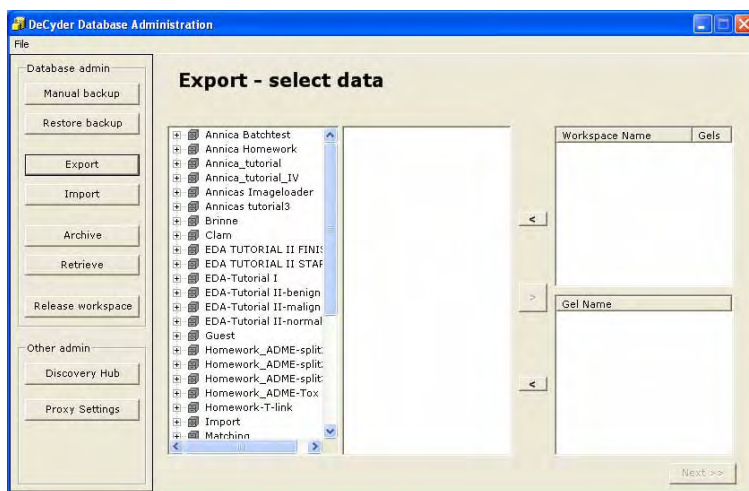 DeCyder Database Administration
File
Database admin
Manual backup
Restore backup
Export
Import
Archive
Retrieve
Release workspace
Other admin
Discovery Hub
Proxy Settings
Export - select data
Annica Batchtest
Annica Homework
Annica_tutorial
Annica_tutorial_IV
Annicas Imageloader
Annicas tutorial3
Brinne
Clam
EDA TUTORIAL II FINIS
EDA TUTORIAL II STAR
EDA-Tutorial I
EDA-Tutorial II-benign
EDA-Tutorial II-malign
EDA-Tutorial II-normal
Guest
Homework_ADME-split
Homework_ADME-split
Homework_ADME-split
Homework_ADME-Tox
Homework-T-link
Import
Matching
<
>
<
Workspace Name Gels
Gel Name
Next >>